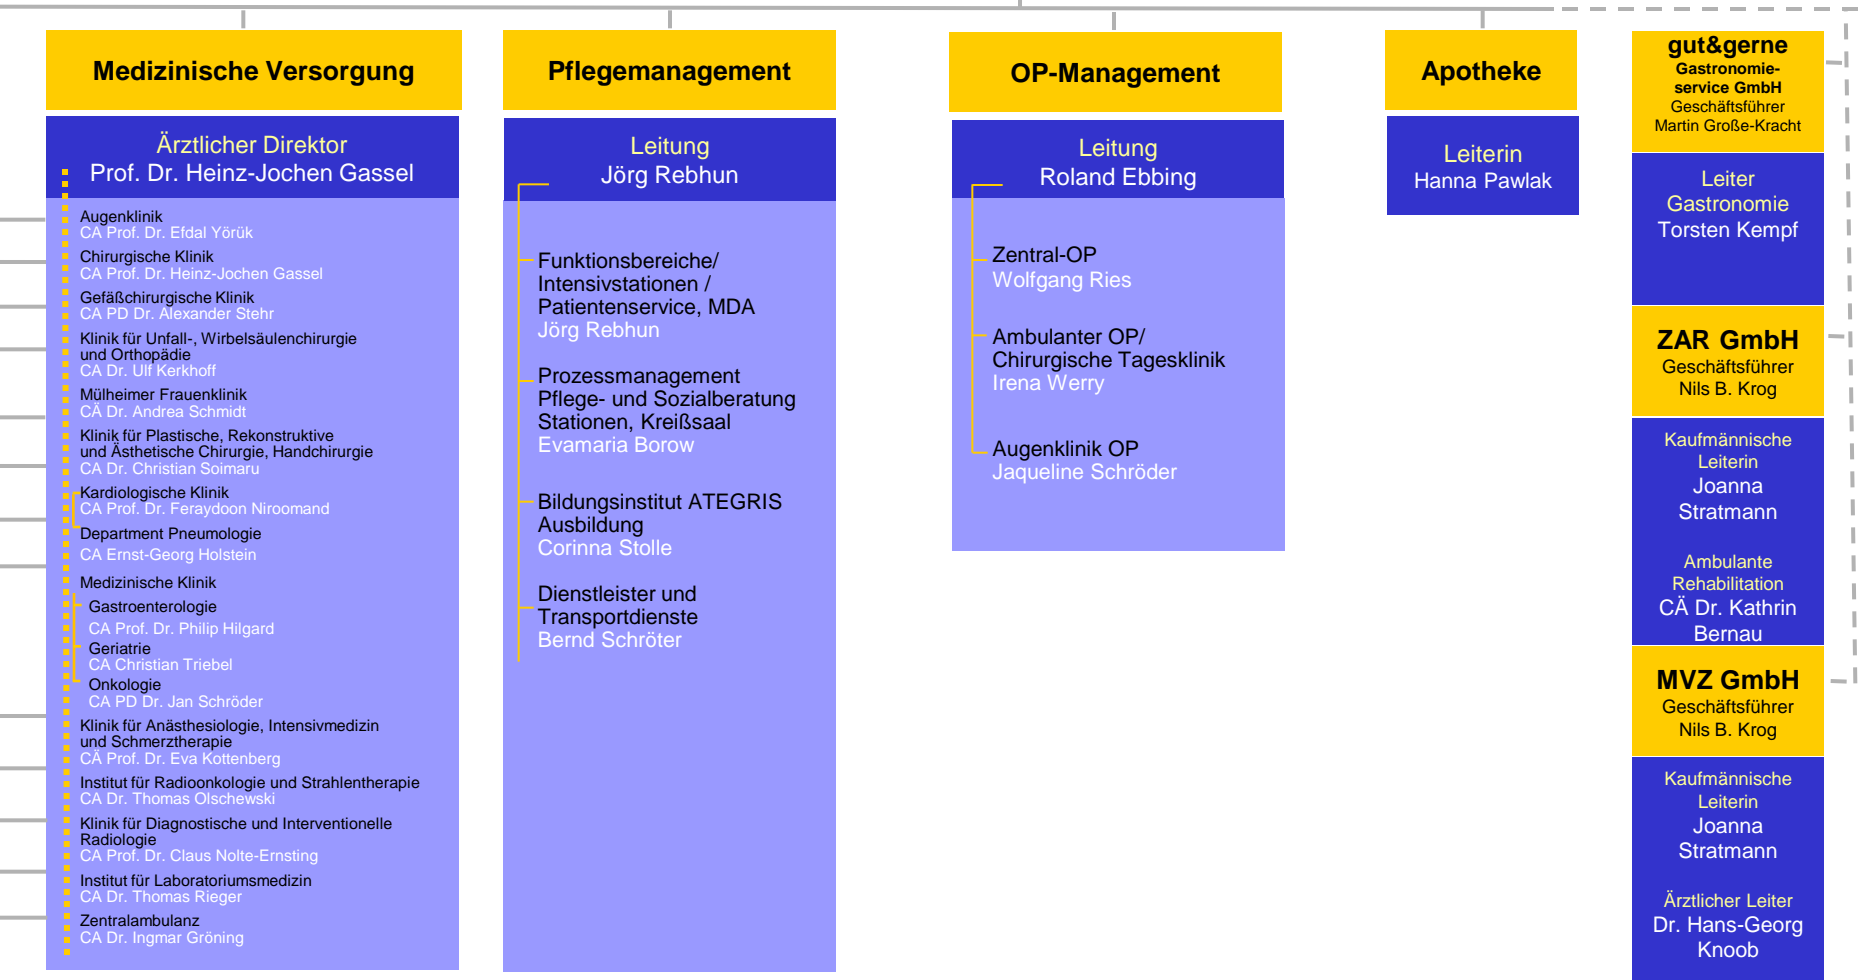 Medizinische Versorgung
Ärztlicher Direktor
Prof. Dr. Heinz-Jochen Gassel
Augenklinik
CA Prof. Dr. Efdal Yörük
Chirurgische Klinik
CA Prof. Dr. Heinz-Jochen Gassel
Gefäßchirurgische Klinik
CA PD Dr. Alexander Stehr
Klinik für Unfall-, Wirbelsäulenchirurgie
und Orthopädie
CA Dr. Ulf Kerkhoff
Mülheimer Frauenklinik
CÄ Dr. Andrea Schmidt
Klinik für Plastische, Rekonstruktive
und Ästhetische Chirurgie, Handchirurgie
CA Dr. Christian Soimaru
Kardiologische Klinik
CA Prof. Dr. Feraydoon Niroomand
Department Pneumologie
CA Ernst-Georg Holstein
Medizinische Klinik
Gastroenterologie
CA Prof. Dr. Philip Hilgard
Geriatrie
CA Christian Triebel
Onkologie
CA PD Dr. Jan Schröder
Klinik für Anästhesiologie, Intensivmedizin
und Schmerztherapie
CÄ Prof. Dr. Eva Kottenberg
Institut für Radioonkologie und Strahlentherapie
CA Dr. Thomas Olschewski
Klinik für Diagnostische und Interventionelle
Radiologie
CA Prof. Dr. Claus Nolte-Ernsting
Institut für Laboratoriumsmedizin
CA Dr. Thomas Rieger
Zentralambulanz
CA Dr. Ingmar Gröning
Pflegemanagement
Leitung
Jörg Rebhun
Funktionsbereiche/
Intensivstationen /
Patientenservice, MDA
Jörg Rebhun
Prozessmanagement
Pflege- und Sozialberatung
Stationen, Kreißsaal
Evamaria Borow
Bildungsinstitut ATEGRIS
Ausbildung
Corinna Stolle
Dienstleister und
Transportdienste
Bernd Schröter
OP-Management
Leitung
Roland Ebbing
Zentral-OP
Wolfgang Ries
Ambulanter OP/
Chirurgische Tagesklinik
Irena Werry
Augenklinik OP
Jaqueline Schröder
Apotheke
Leiterin
Hanna Pawlak
gut&gerne
Gastronomie-
service GmbH
Geschäftsführer
Martin Große-Kracht
Leiter
Gastronomie
Torsten Kempf
ZAR GmbH
Geschäftsführer
Nils B. Krog
Kaufmännische
Leiterin
Joanna
Stratmann
Ambulante
Rehabilitation
CÄ Dr. Kathrin
Bernau
MVZ GmbH
Geschäftsführer
Nils B. Krog
Kaufmännische
Leiterin
Joanna
Stratmann
Ärztlicher Leiter
Dr. Hans-Georg
Knoob